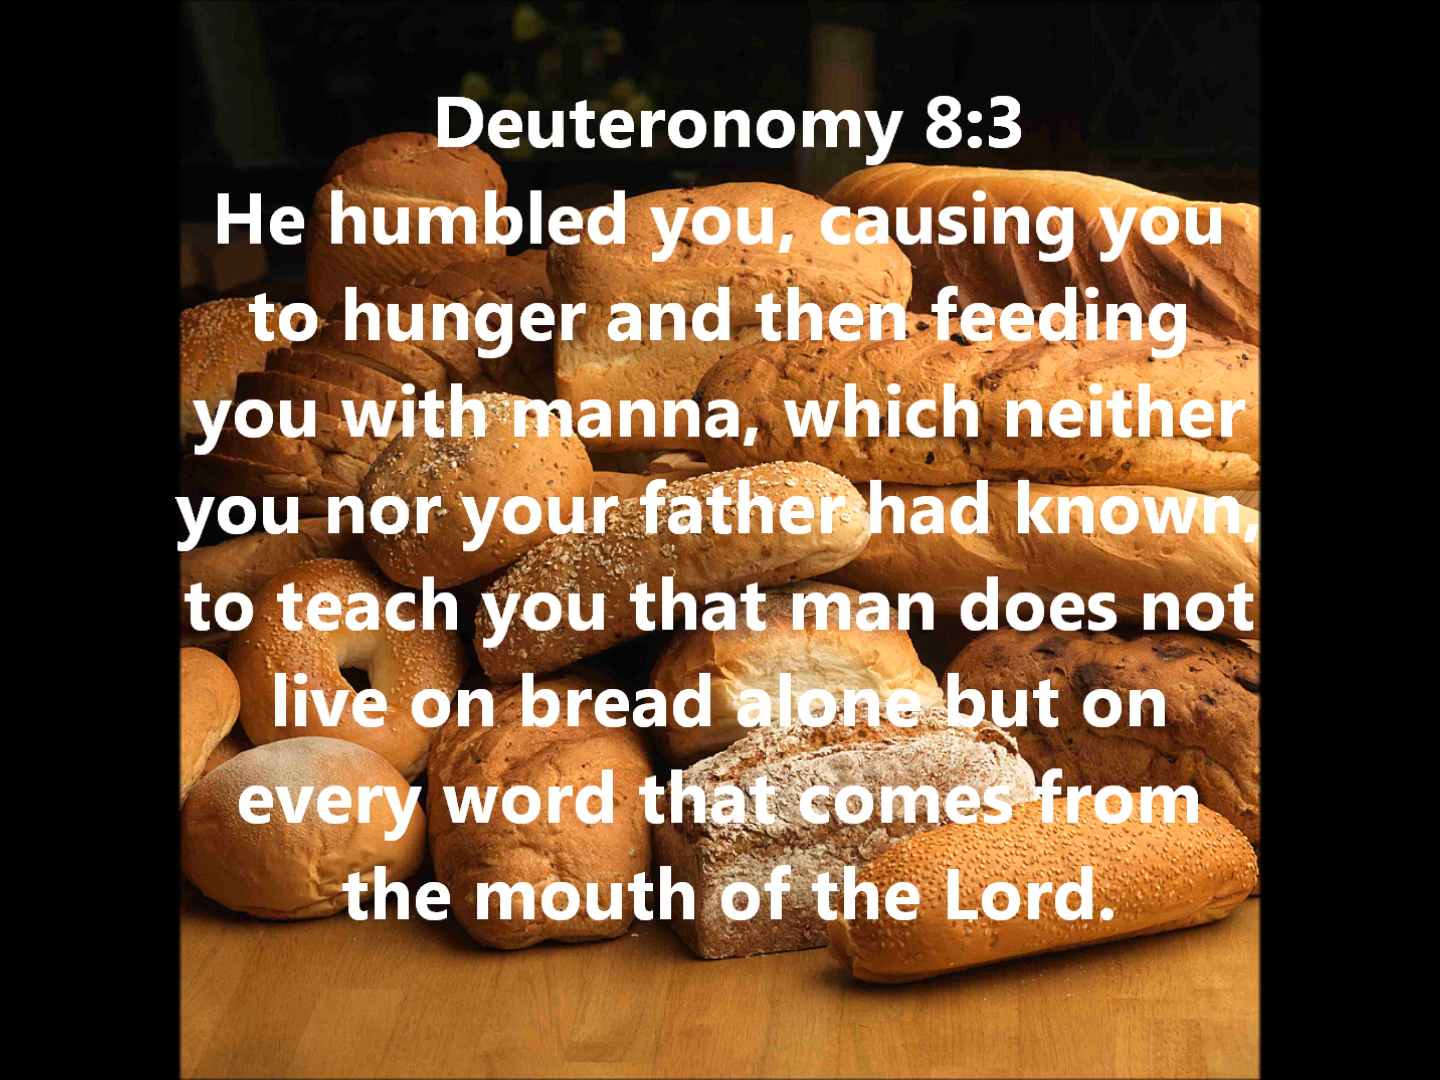 Deuteronomy 8:3
He humbled you, causing you
to hunger and then feeding
you with manna, which neither
you nor your father had known,
to teach you that man does not
live on bread alone but on
every word that comes from
the mouth of the Lord.